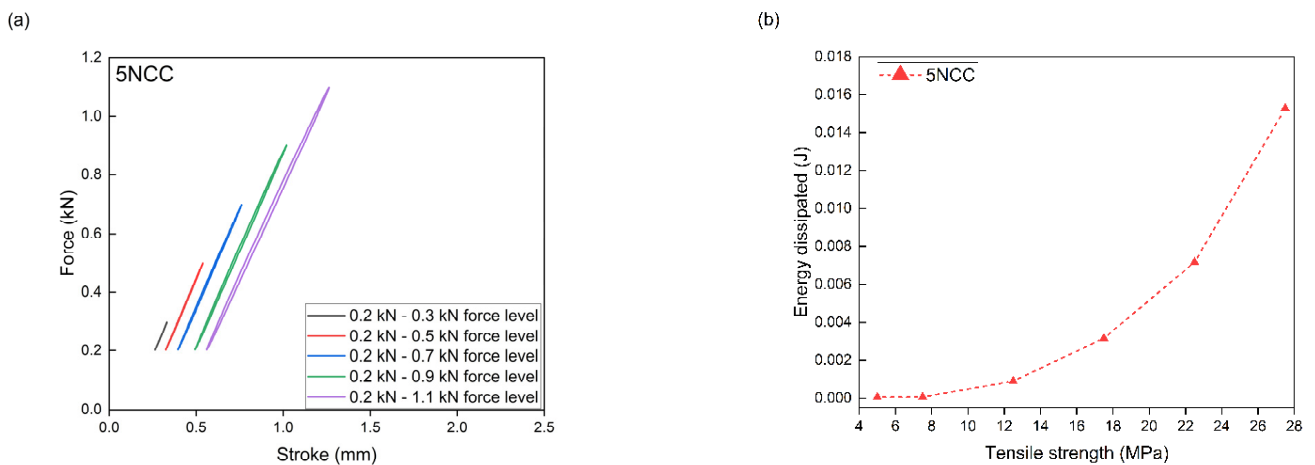 (a)
5NCC
1.2
1.0
0.8
0.6
0.4
0.2
0.0
Force (kN)
0.2 kN - 0.3 kN force level
0.2 kN - 0.5 kN force level
0.2 kN - 0.7 kN force level
0.2 kN - 0.9 kN force level
0.2 kN - 1.1 kN force level
0.0 0.5 1.0 1.5 2.0 2.5
Stroke (mm)
(b)
5NCC
0.018
0.016
0.014
0.012
0.010
0.008
0.006
0.004
0.002
0.000
Energy dissipated (J)
4 6 8 10 12 14 16 18 20 22 24 26 28
Tensile strength (MPa)